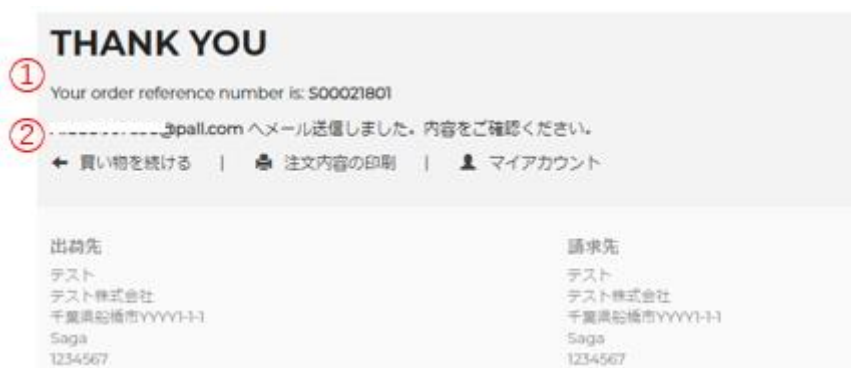 THANK YOU
①
Your order reference number is: S00021801
②
@pall.com へメール送信しました。内容をご確認ください。
買い物を続ける | 注文内容の印刷 | マイアカウント
出荷先
テスト
テスト株式会社
千葉県船橋市YYYY1-1-1
Saga
1234567
請求先
テスト
テスト株式会社
千葉県船橋市YYYY1-1-1
Saga
1234567